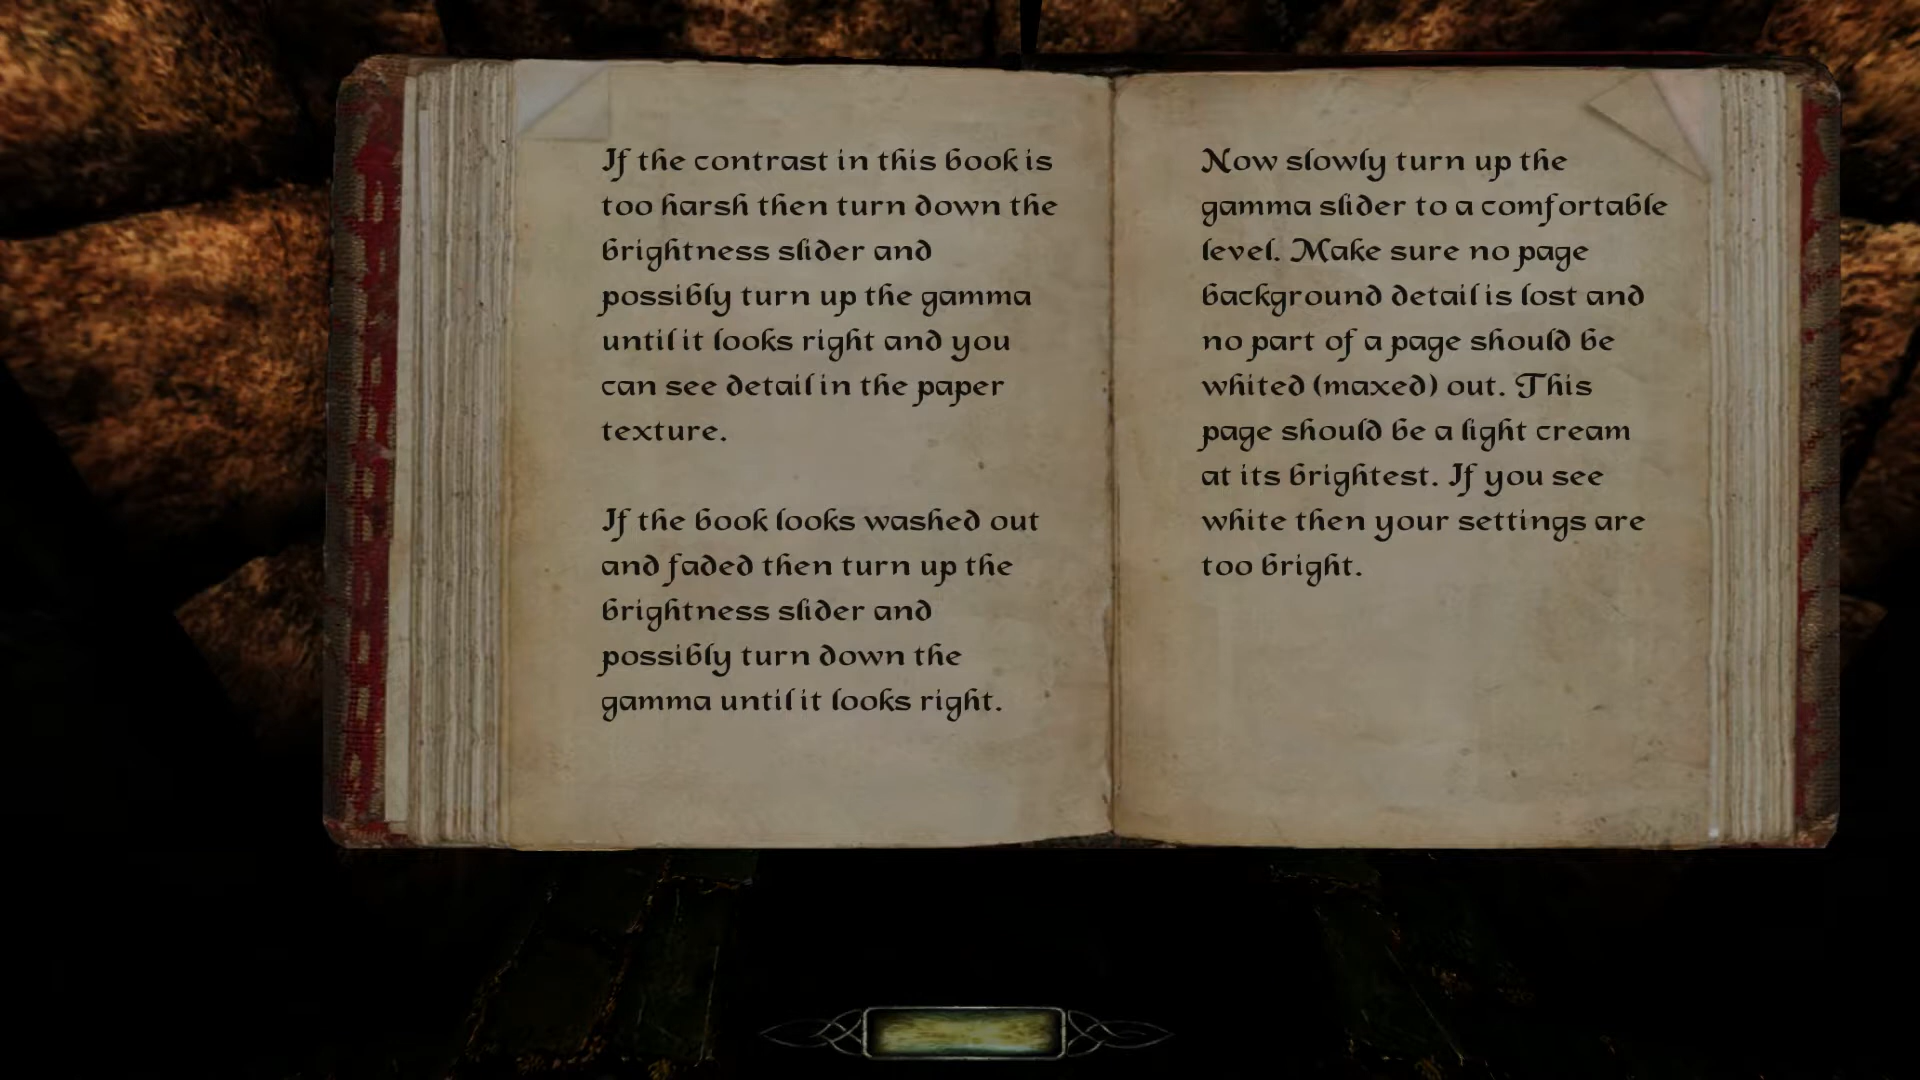 If the contrast in this book is
too harsh then turn down the
brightness slider and
possibly turn up the gamma
until it looks right and you
can see detail in the paper
texture.
If the book looks washed out
and faded then turn up the
brightness slider and
possibly turn down the
gamma until it looks right.
Now slowly turn up the
gamma slider to a comfortable
level. Make sure no page
background detail is lost and
no part of a page should be
whited (maxed) out. This
page should be a light cream
at its brightest. If you see
white then your settings are
too bright.